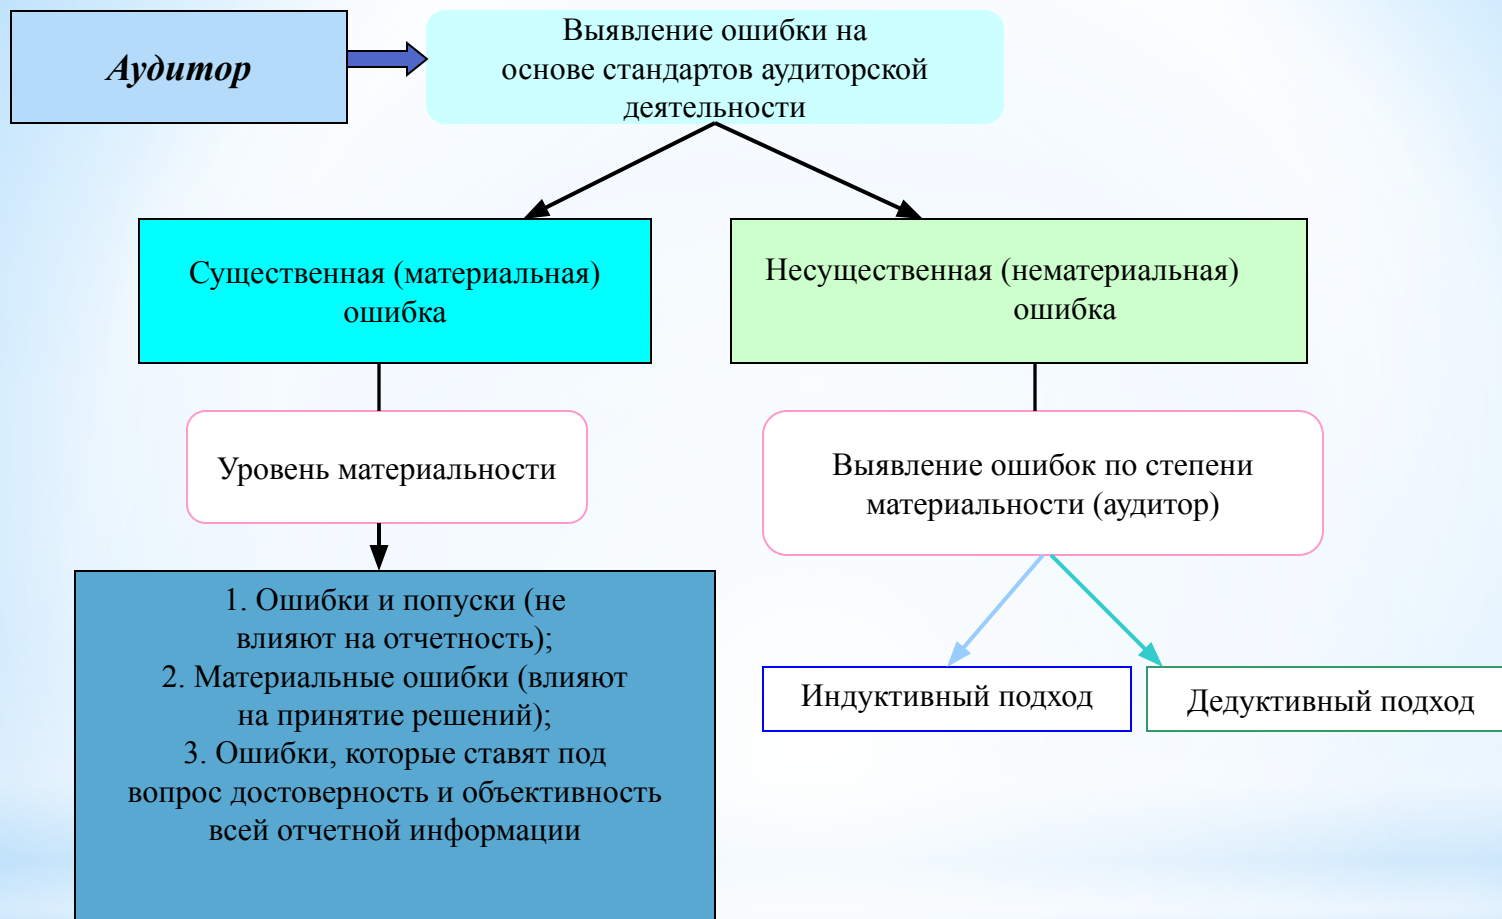 Аудитор
Выявление ошибки на
основе стандартов аудиторской
деятельности
Существенная (материальная)
ошибка
Несущественная (нематериальная)
ошибка
Уровень материальности
Выявление ошибок по степени
материальности (аудитор)
1. Ошибки и попуски (не
влияют на отчетность);
2. Материальные ошибки (влияют
на принятие решений);
3. Ошибки, которые ставят под
вопрос достоверность и объективность
всей отчетной информации
Индуктивный подход
Дедуктивный подход